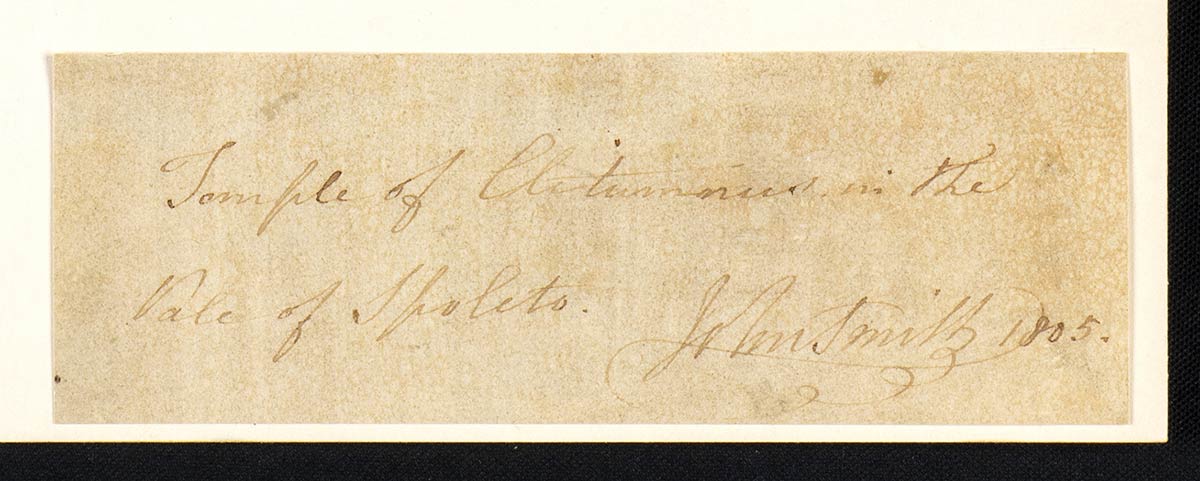 Temple of Clitumnus. in the
Vale of Spoleto. John Smith 1805.